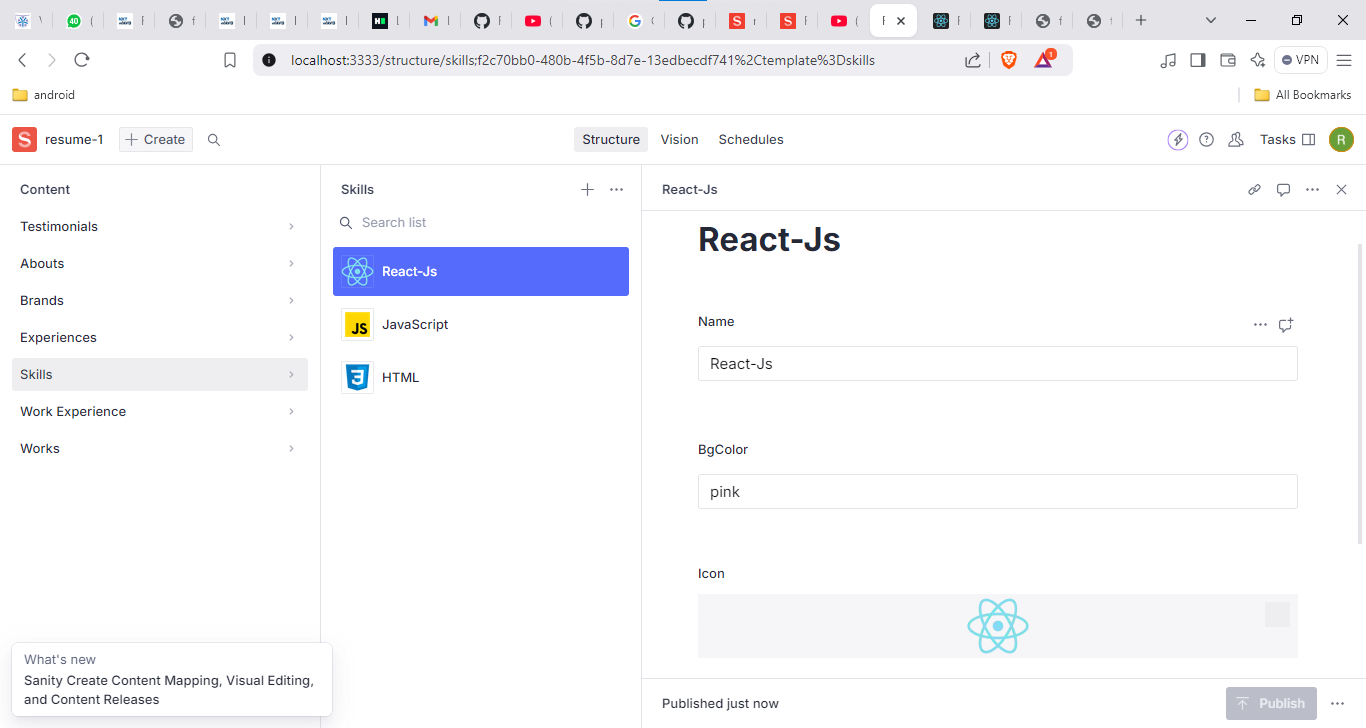 localhost:3333/structure/skills;f2c70bb0-480b-4f5b-8d7e-13edbecdf741%2Ctemplate%3Dskills
1
VPN
android
All Bookmarks
S resume-1
Create
Structure
Vision
Schedules
Tasks
R
Content
Testimonials
Abouts
Brands
Experiences
Skills
Work Experience
Works
What's new
Sanity Create Content Mapping, Visual Editing,
and Content Releases
Skills
Search list
React-Js
JS JavaScript
3 HTML
React-Js
React-Js
Name
React-Js
BgColor
pink
Icon
Published just now
Publish